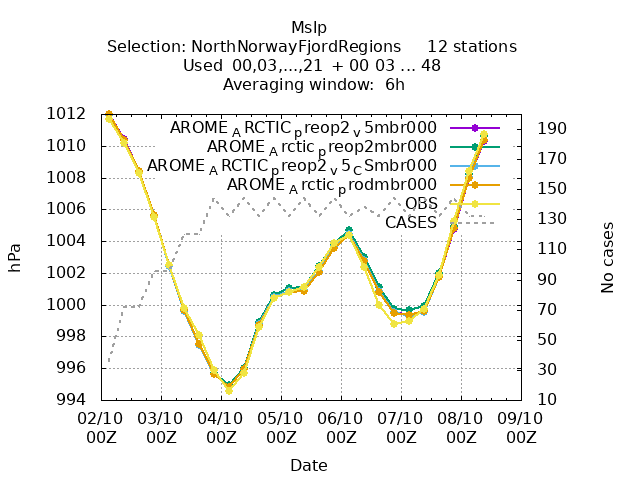 Mslp
Selection: NorthNorwayFjordRegions 12 stations
Used 00,03,...,21 + 00 03 ... 48
Averaging window: 6h
AROME_ARCTIC_preop2_v5mbr000
AROME_Arctic_preop2mbr000
AROME_ARCTIC_preop2_v5_CSmbr000
AROME_Arctic_prodmbr000
OBS
CASES
hPa
1012
1010
1008
1006
1004
1002
1000
998
996
994
No cases
190
170
150
130
110
90
70
50
30
10
02/10 03/10 04/10 05/10 06/10 07/10 08/10 09/10
00Z 00Z 00Z 00Z 00Z 00Z 00Z 00Z
Date